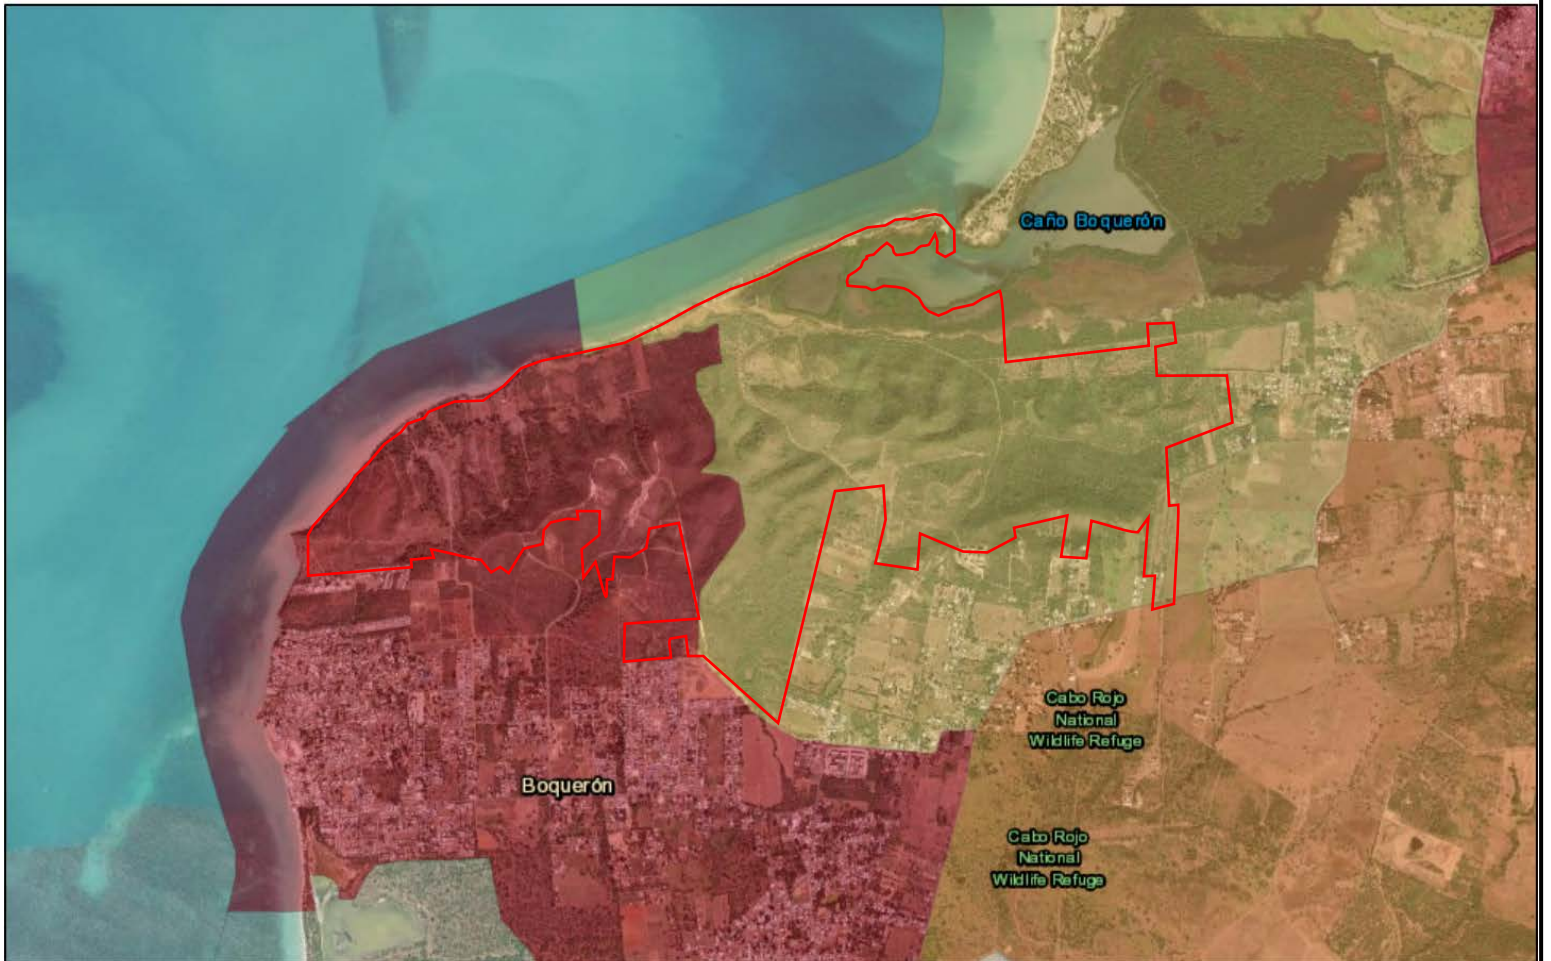 Caño Boquerón
Cabo Rojo
National
Wildlife Refuge
Boquerón
Cabo Rojo
National
Wildlife Refuge